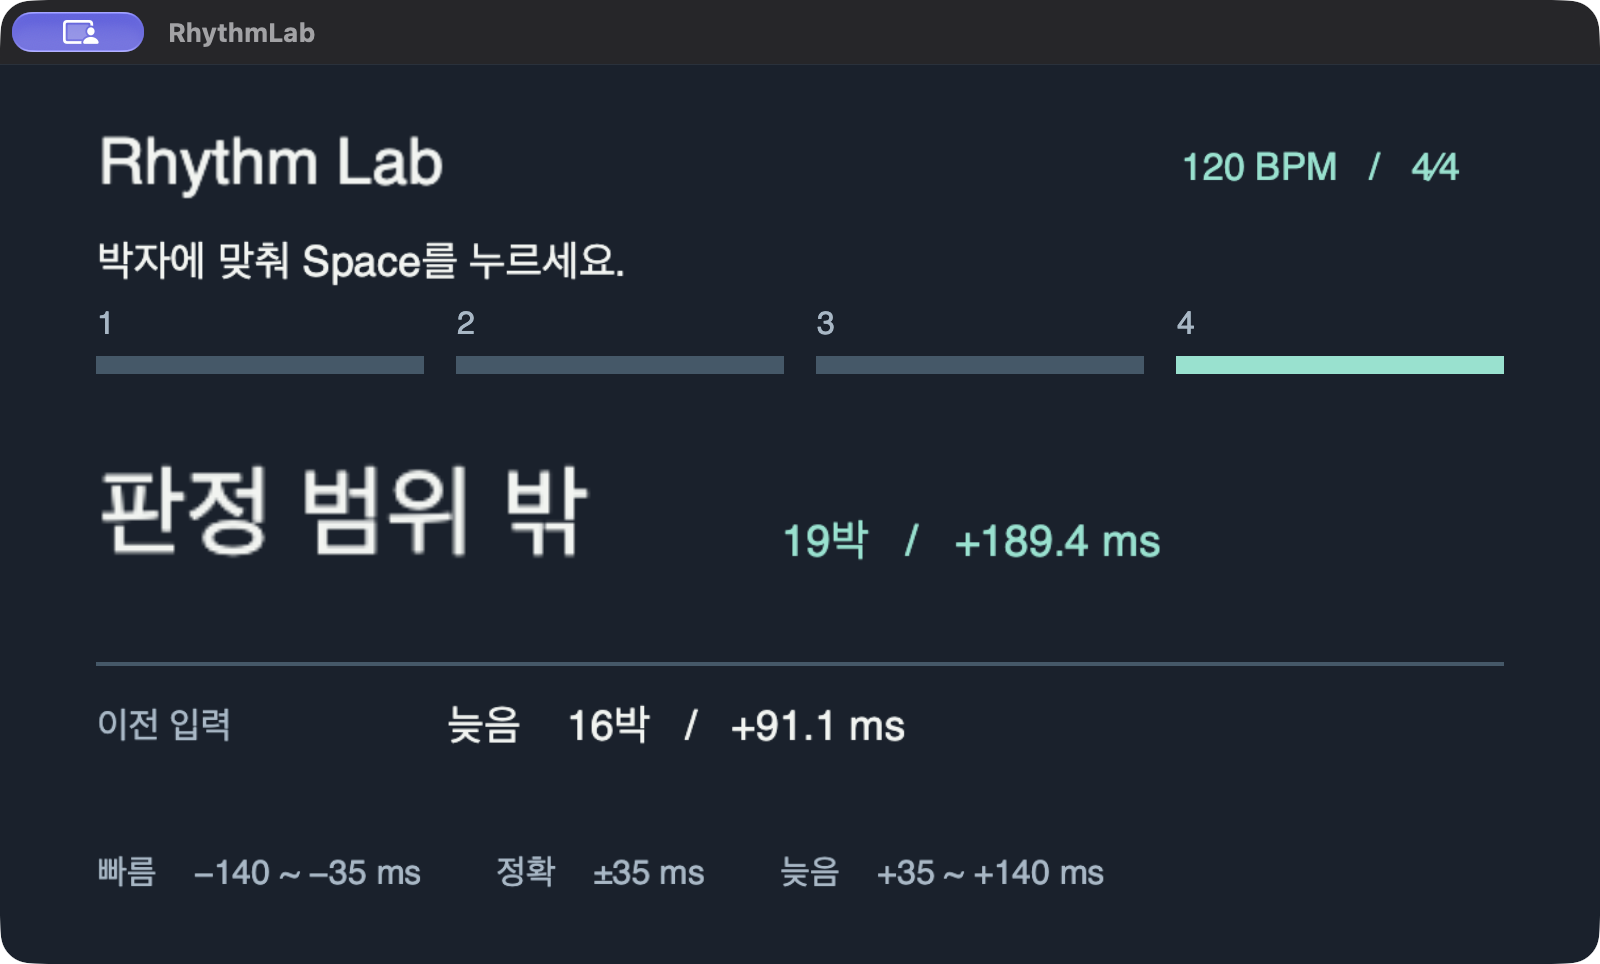 RhythmLab
Rhythm Lab
120 BPM / 4/4
박자에 맞춰 Space를 누르세요.
1 2 3 4
판정 범위 밖 19박 / +189.4 ms
이전 입력 늦음 16박 / +91.1 ms
빠름 −140 ~ −35 ms 정확 ±35 ms 늦음 +35 ~ +140 ms